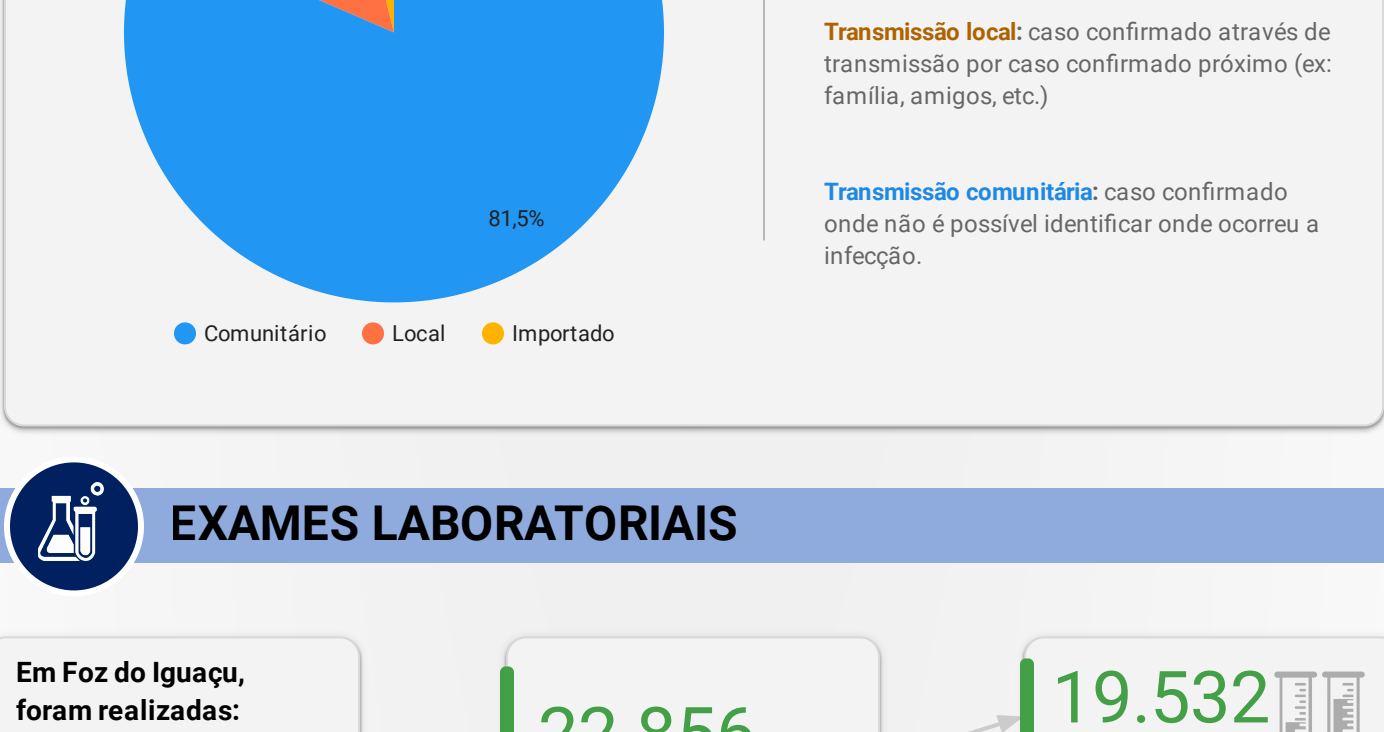 Transmissão local: caso confirmado através de
transmissão por caso confirmado próximo (ex:
família, amigos, etc.)
Transmissão comunitária: caso confirmado
onde não é possível identificar onde ocorreu a
infecção.
81,5%
Comunitário Local Importado
EXAMES LABORATORIAIS
Em Foz do Iguaçu,
foram realizadas:
22.856
19.532